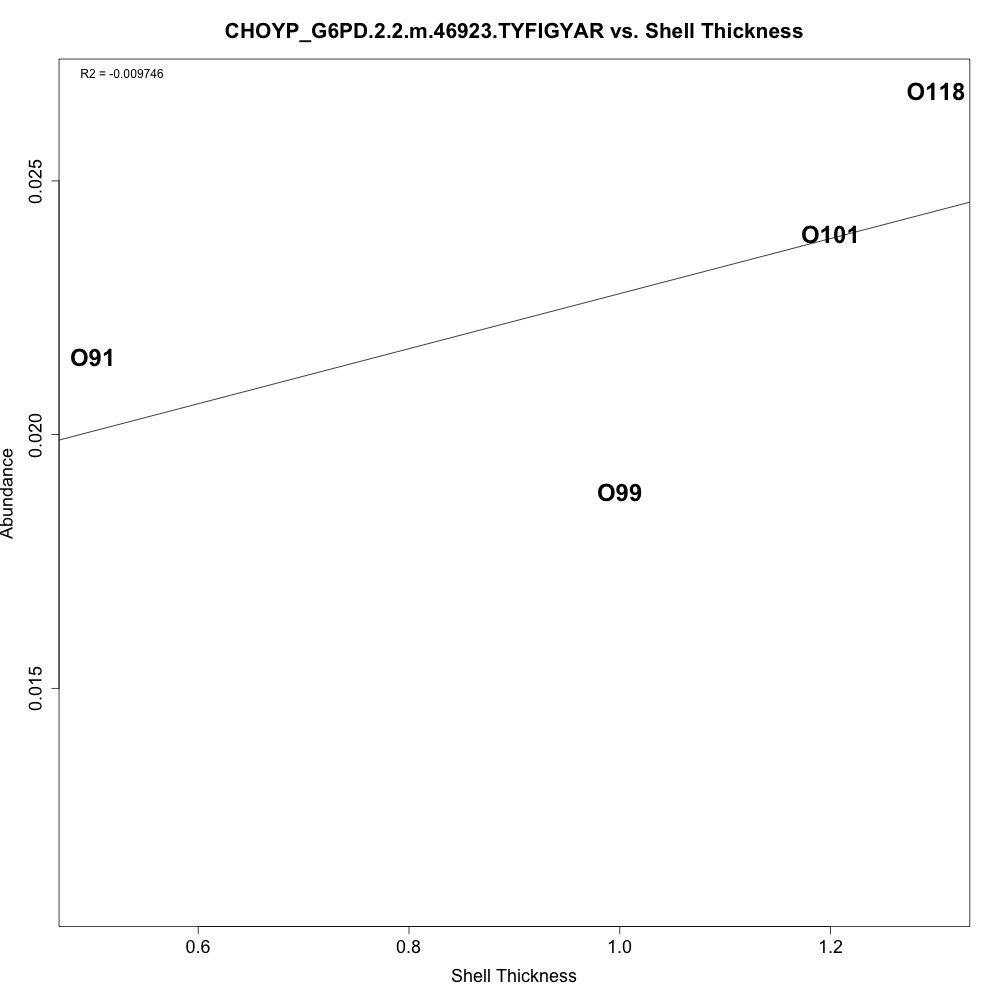 CHOYP_G6PD.2.2.m.46923.TYFIGYAR vs. Shell Thickness
R2 = -0.009746
O118
O101
O91
O99
0.025
0.020
0.015
Abundance
0.6
0.8
1.0
1.2
Shell Thickness